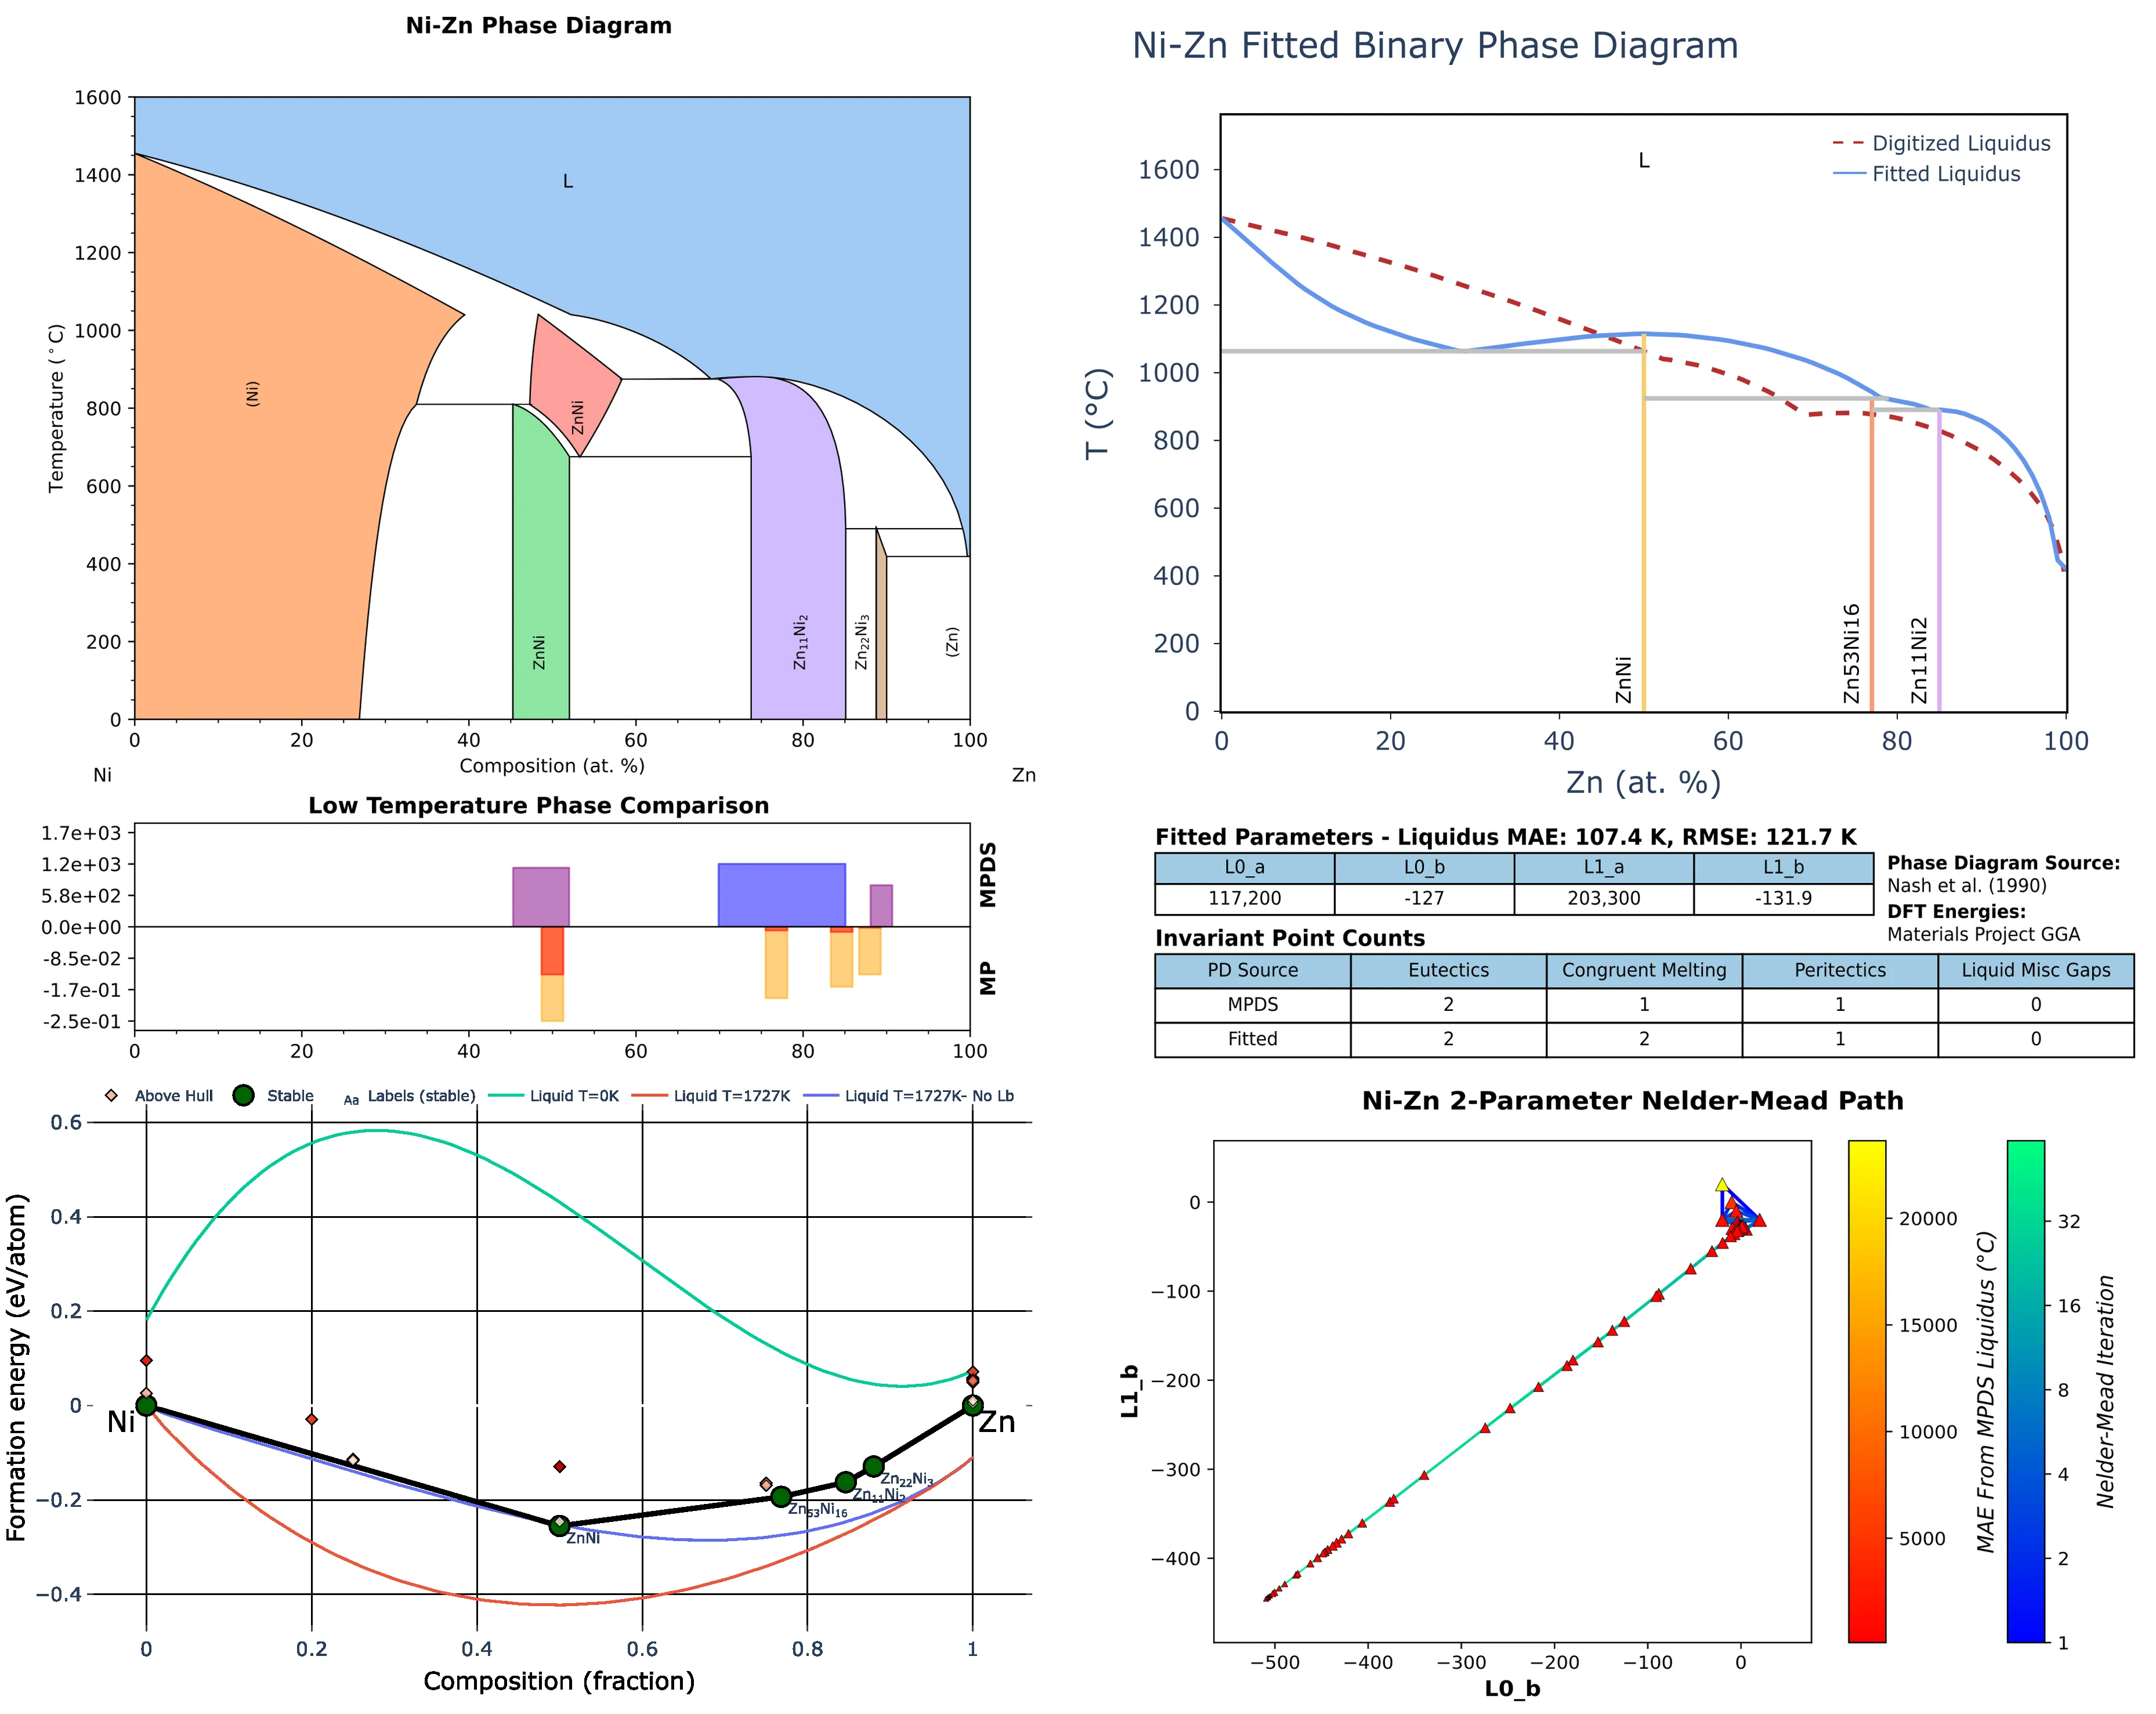 Ni-Zn Phase Diagram
1600
1400
1200
1000
800
600
400
200
0
Temperature (°C)
L
(Ni)
ZnNi
ZnNi
Zn11Ni2
Zn22Ni3
(Zn)
0 20 40 60 80 100
Composition (at. %)
Ni Zn
Ni-Zn Fitted Binary Phase Diagram
Digitized Liquidus
Fitted Liquidus
L
1600
1400
1200
1000
800
600
400
200
0
T (°C)
ZnNi
Zn53Ni16
Zn11Ni2
0 20 40 60 80 100
Zn (at. %)
Low Temperature Phase Comparison
1.7e+03
1.2e+03
5.8e+02
0.0e+00
-8.5e-02
-1.7e-01
-2.5e-01
MPDS
MP
0 20 40 60 80 100
Fitted Parameters - Liquidus MAE: 107.4 K, RMSE: 121.7 K
L0_a L0_b L1_a L1_b
117,200 -127 203,300 -131.9
Phase Diagram Source:
Nash et al. (1990)
DFT Energies:
Materials Project GGA
Invariant Point Counts
PD Source Eutectics Congruent Melting Peritectics Liquid Misc Gaps
MPDS 2 1 1 0
Fitted 2 2 1 0
Above Hull Stable Aa Labels (stable) Liquid T=0K Liquid T=1727K Liquid T=1727K- No Lb
0.6
0.4
0.2
0
−0.2
−0.4
Formation energy (eV/atom)
Ni
Zn
ZnNi
Zn53Ni16
Zn11Ni2
Zn22Ni3
0 0.2 0.4 0.6 0.8 1
Composition (fraction)
Ni-Zn 2-Parameter Nelder-Mead Path
0
−100
−200
−300
−400
L1_b
−500 −400 −300 −200 −100 0
L0_b
20000
15000
10000
5000
MAE From MPDS Liquidus (°C)
32
16
8
4
2
1
Nelder-Mead Iteration